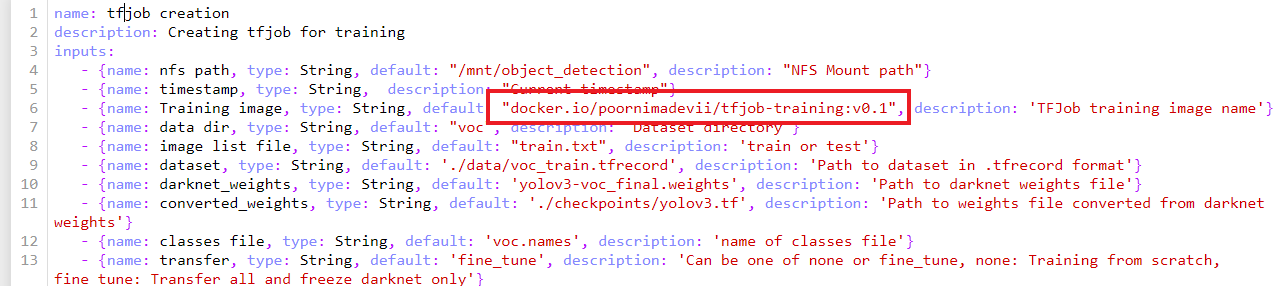 1 name: tfjob creation
2 description: Creating tfjob for training
3 inputs:
4 - {name: nfs path, type: String, default: "/mnt/object_detection", description: "NFS Mount path"}
5 - {name: timestamp, type: String, description: "Current timestamp"}
6 - {name: Training image, type: String, default: "docker.io/poornimadevii/tfjob-training:v0.1", description: 'TFJob training image name'}
7 - {name: data dir, type: String, default: "voc", description: "Dataset directory"}
8 - {name: image list file, type: String, default: "train.txt", description: 'train or test'}
9 - {name: dataset, type: String, default: './data/voc_train.tfrecord', description: 'Path to dataset in .tfrecord format'}
10 - {name: darknet_weights, type: String, default: 'yolov3-voc_final.weights', description: 'Path to darknet weights file'}
11 - {name: converted_weights, type: String, default: './checkpoints/yolov3.tf', description: 'Path to weights file converted from darknet
weights'}
12 - {name: classes file, type: String, default: 'voc.names', description: 'name of classes file'}
13 - {name: transfer, type: String, default: 'fine_tune', description: 'Can be one of none or fine_tune, none: Training from scratch,
fine_tune: Transfer all and freeze darknet only'}